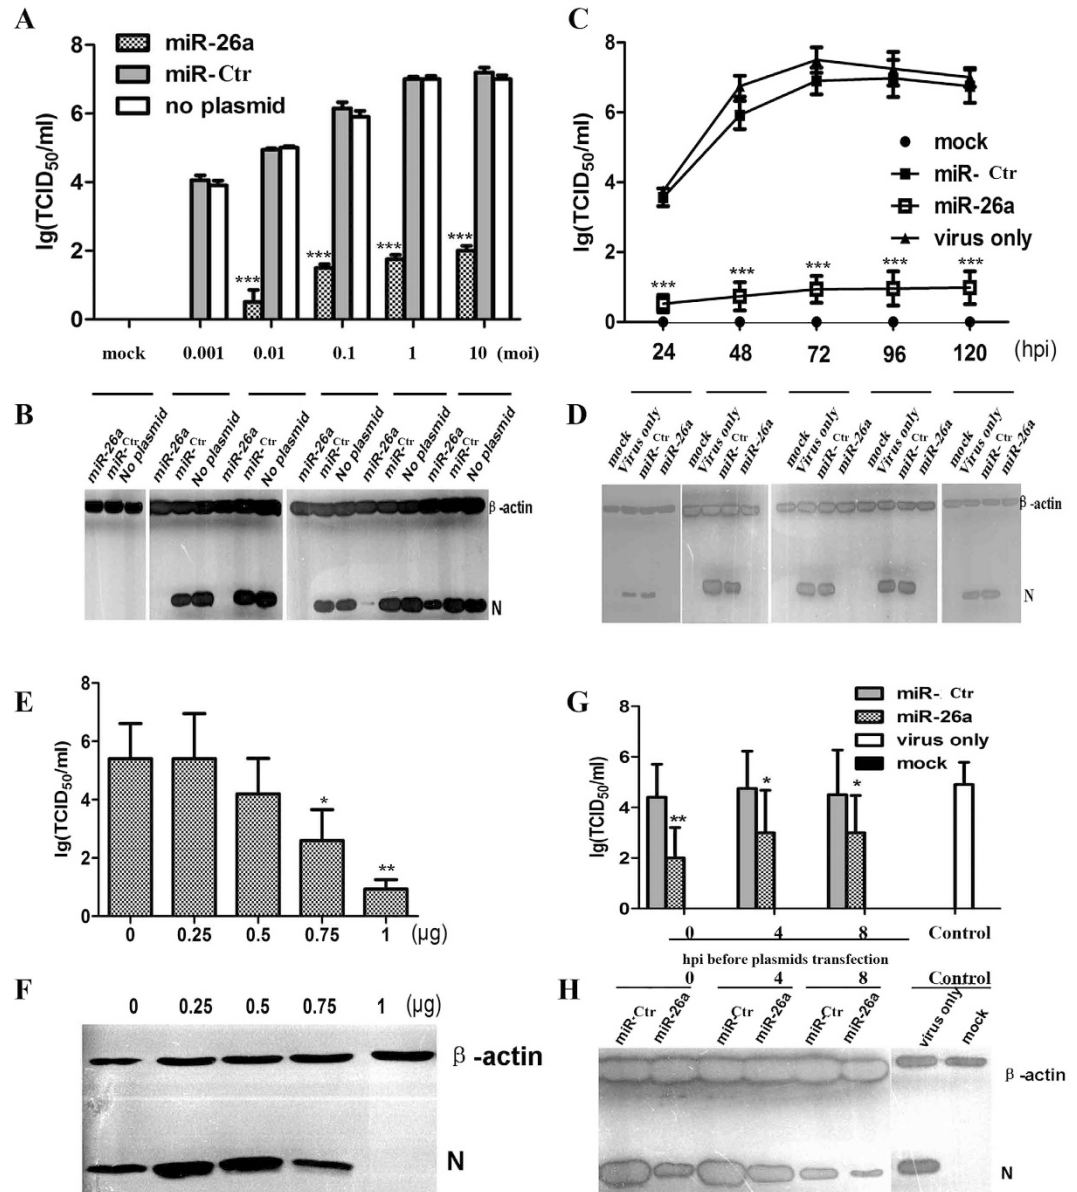 A
miR-26a
miR-Ctr
no plasmid
lg(TCID50/ml)
8
6
4
2
0
*** *** *** ***
mock 0.001 0.01 0.1 1 10 (moi)
C
lg(TCID50/ml)
8
6
4
2
0
mock
miR- Ctr
miR-26a
virus only
*** *** *** *** ***
24 48 72 96 120 (hpi)
B
miR-26a miR-Ctr No plasmid miR-26a miR-Ctr No plasmid miR-26a miR-Ctr No plasmid miR-26a miR-Ctr No plasmid miR-26a miR-Ctr No plasmid miR-26a miR-Ctr No plasmid
β-actin
N
D
mock Virus only miR-Ctr miR-26a mock Virus only miR-Ctr miR-26a mock Virus only miR-Ctr miR-26a mock Virus only miR-Ctr miR-26a mock Virus only miR-Ctr miR-26a
β-actin
N
E
lg(TCID50/ml)
8
6
4
2
0
* **
0 0.25 0.5 0.75 1 (μg)
G
miR-. Ctr
miR-26a
virus only
mock
lg(TCID50/ml)
8
6
4
2
0
** * *
0 4 8 Control
hpi before plasmids transfection
F
0 0.25 0.5 0.75 1 (μg)
β-actin
N
H
0 4 8 Control
miR-Ctr miR-26a miR-Ctr miR-26a miR-Ctr miR-26a virus only mock
β-actin
N